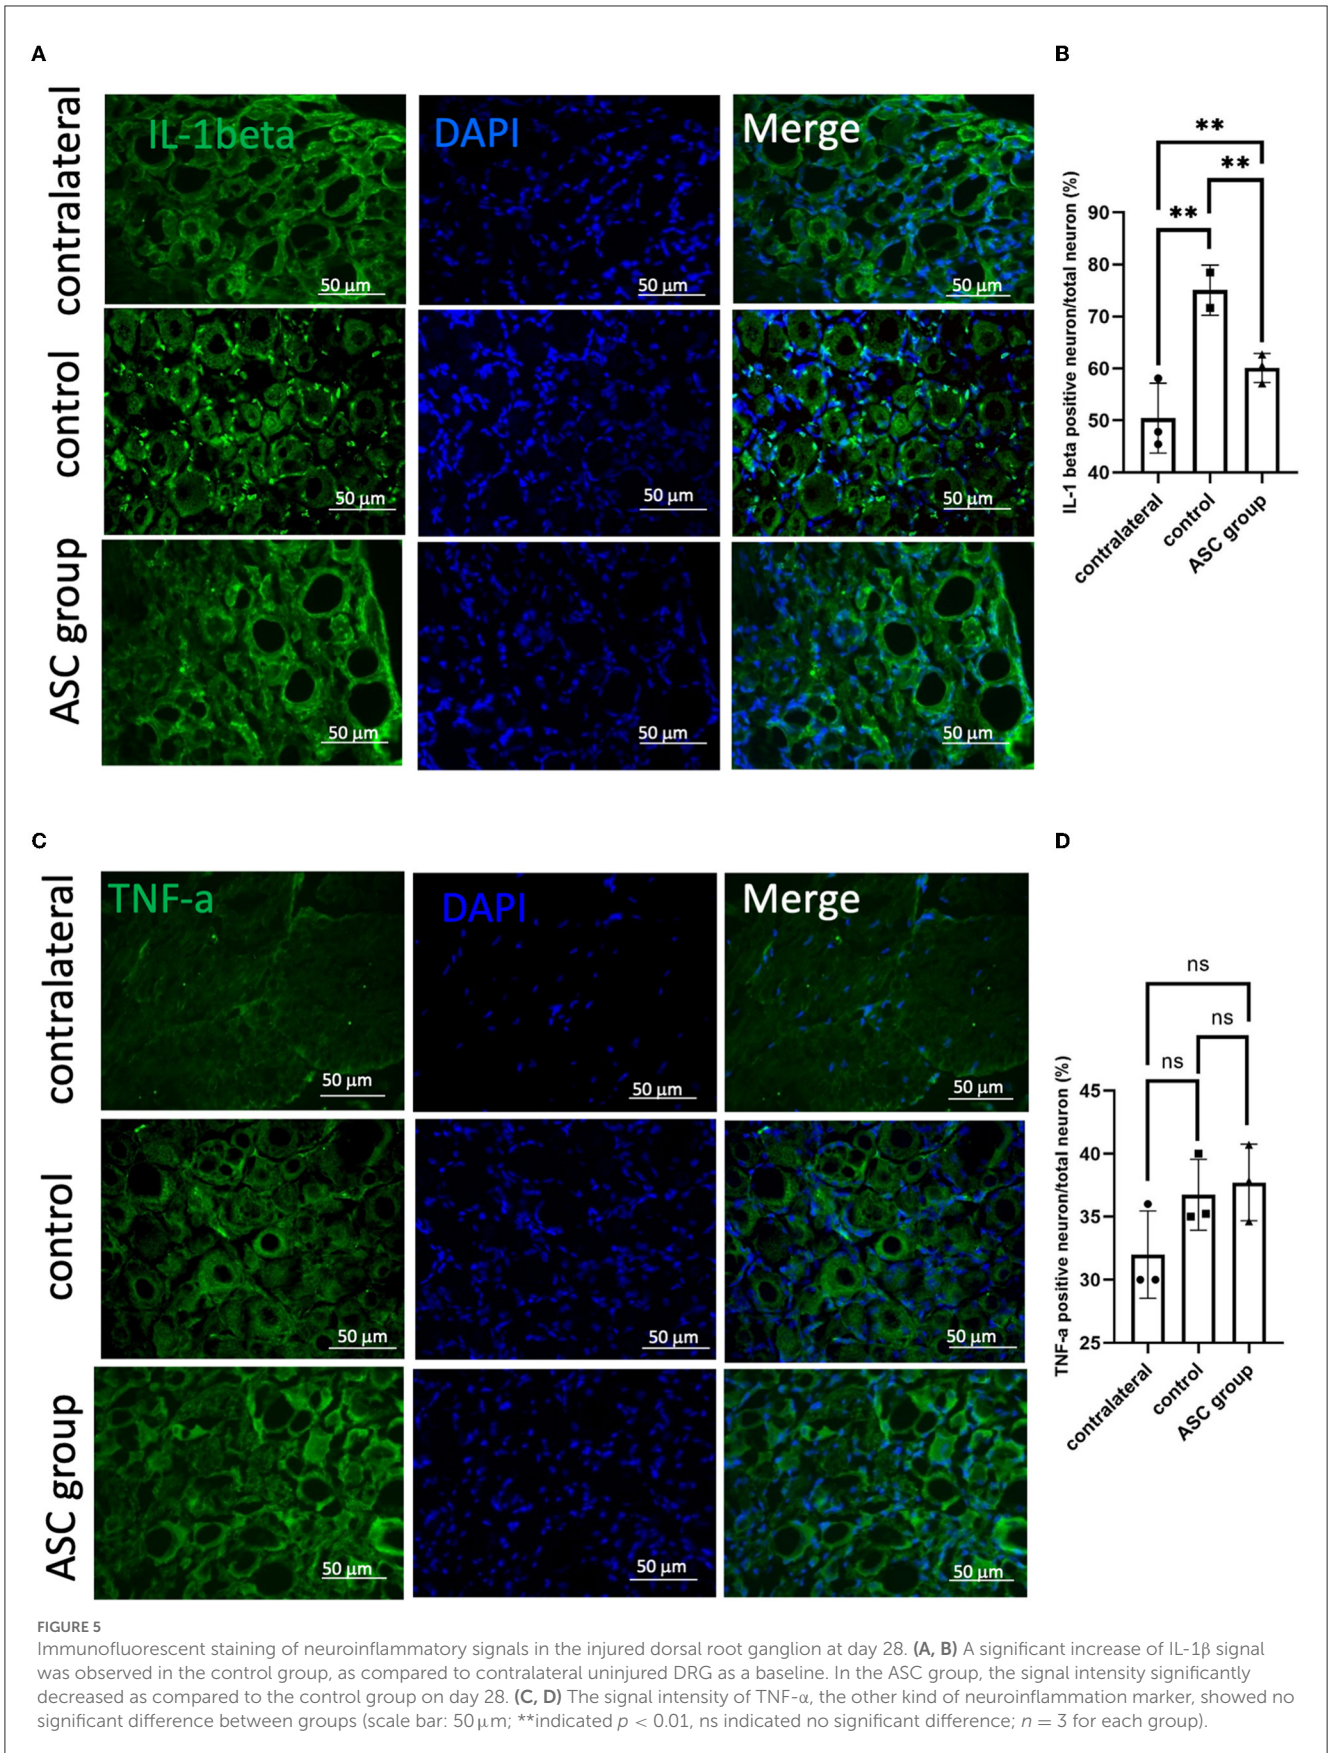 A
B
contralateral
IL-1beta
DAPI
Merge
50 µm
50 µm
50 µm
control
50 µm
50 µm
50 µm
ASC group
50 µm
50 µm
50 µm
**
**
**
IL-1 beta positive neuron/total neuron (%)
90
80
70
60
50
40
contralateral
control
ASC group
C
D
contralateral
TNF-a
DAPI
Merge
50 µm
50 µm
50 µm
control
50 µm
50 µm
50 µm
ASC group
50 µm
50 µm
50 µm
ns
ns
ns
TNF-a positive neuron/total neuron (%)
45
40
35
30
25
contralateral
control
ASC group
FIGURE 5
Immunofluorescent staining of neuroinflammatory signals in the injured dorsal root ganglion at day 28. (A, B) A significant increase of IL-1β signal
was observed in the control group, as compared to contralateral uninjured DRG as a baseline. In the ASC group, the signal intensity significantly
decreased as compared to the control group on day 28. (C, D) The signal intensity of TNF-α, the other kind of neuroinflammation marker, showed no
significant difference between groups (scale bar: 50 µm; **indicated p < 0.01, ns indicated no significant difference; n = 3 for each group).